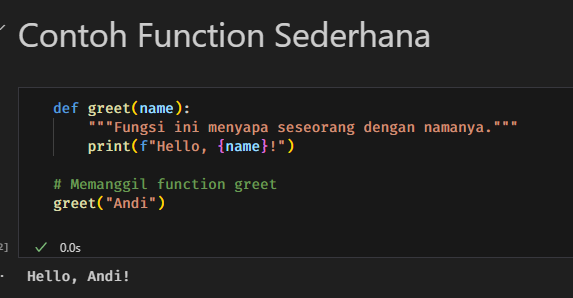 Contoh Function Sederhana
def greet(name):
"""Fungsi ini menyapa seseorang dengan namanya."""
print(f"Hello, {name}!")
# Memanggil function greet
greet("Andi")
2]
0.0s
Hello, Andi!